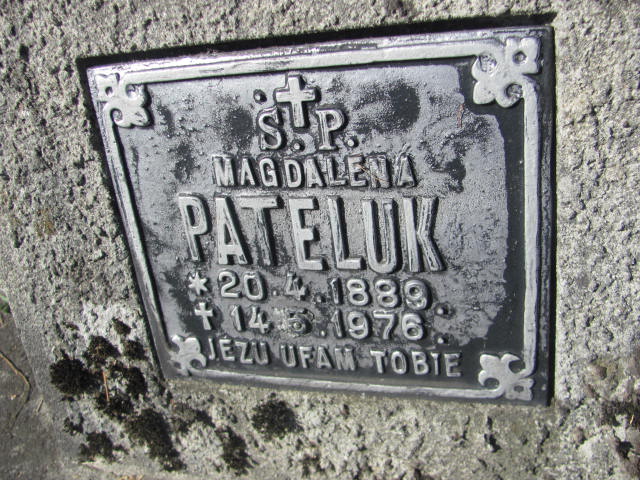 Ś.†P.
MAGDALENA
PATELUK
* 20.4.1889.
† 14.5.1976.
JEZU UFAM TOBIE